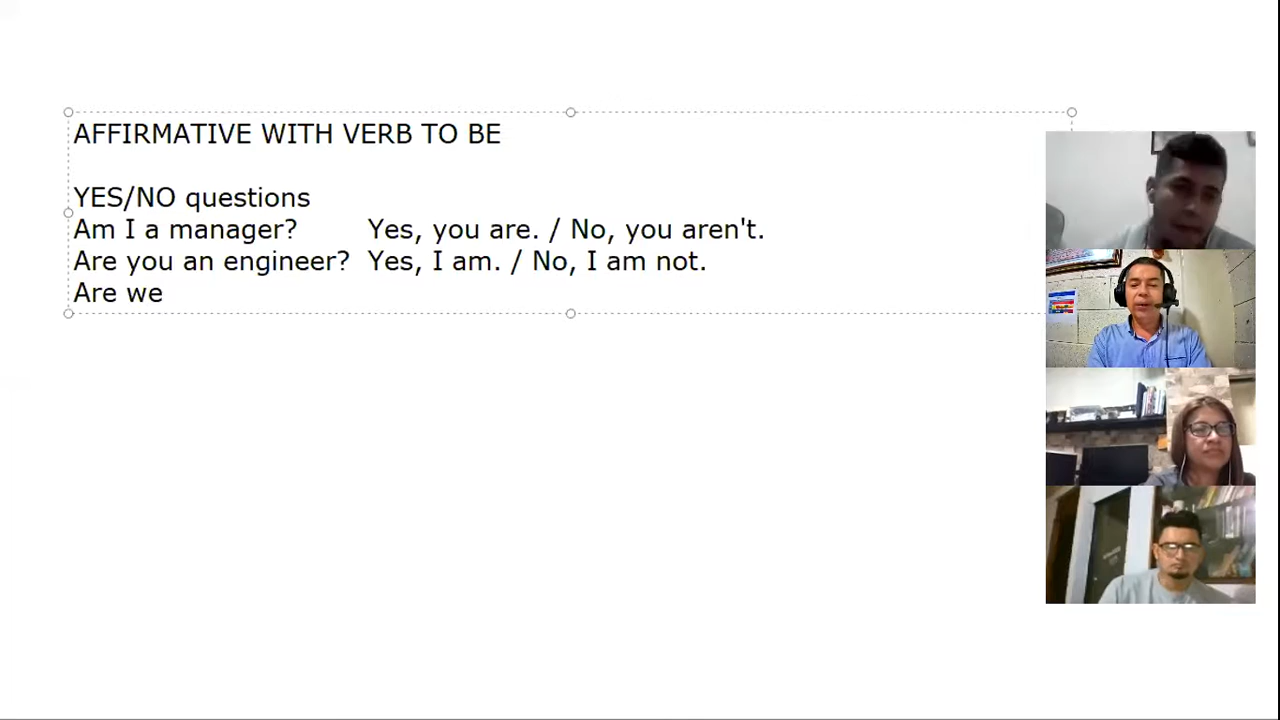 AFFIRMATIVE WITH VERB TO BE
YES/NO questions
Am I a manager? Yes, you are. / No, you aren't.
Are you an engineer? Yes, I am. / No, I am not.
Are we